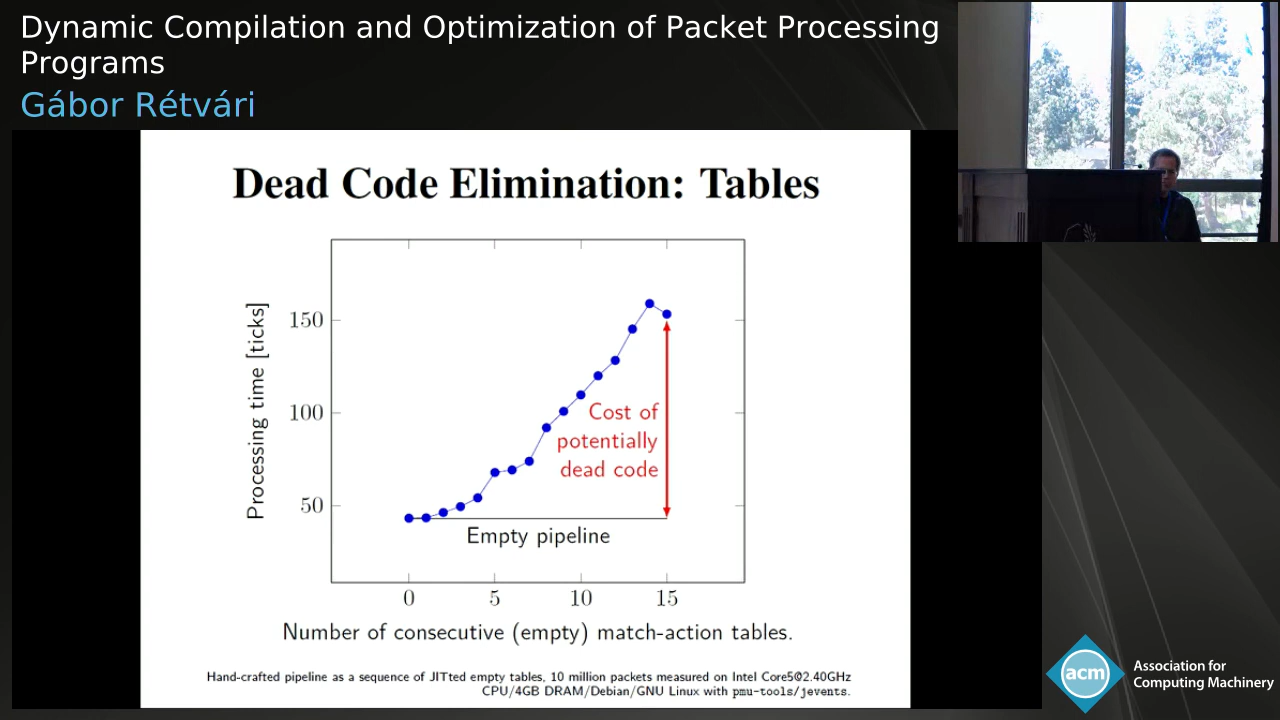 Dynamic Compilation and Optimization of Packet Processing
Programs
Gábor Rétvári
Dead Code Elimination: Tables
Processing time [ticks]
150
100
50
Cost of
potentially
dead code
Empty pipeline
0 5 10 15
Number of consecutive (empty) match-action tables.
Hand-crafted pipeline as a sequence of JITted empty tables, 10 million packets measured on Intel Core5@2.40GHz
CPU/4GB DRAM/Debian/GNU Linux with pmu-tools/jevents.
acm
Association for
Computing Machinery